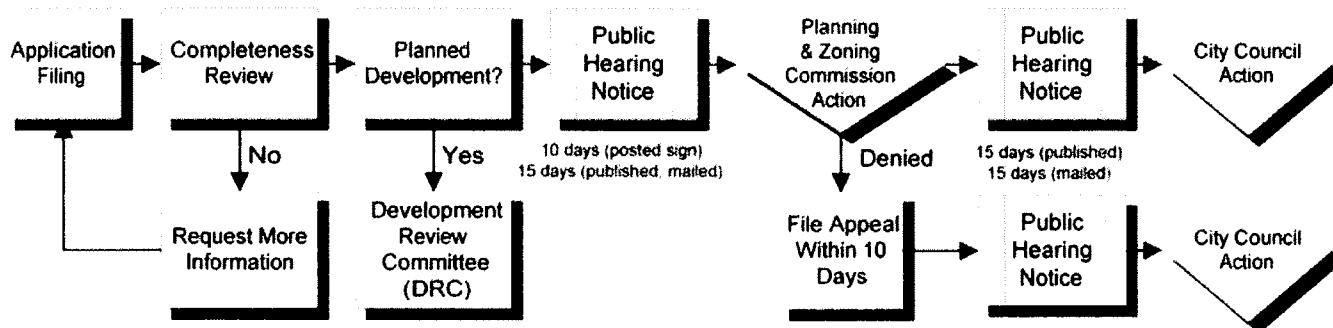 Application
Filing
Completeness
Review
Planned
Development?
Public
Hearing
Notice
Planning
& Zoning
Commission
Action
Public
Hearing
Notice
City Council
Action
No
Yes
10 days (posted sign)
15 days (published, mailed)
Denied
15 days (published)
15 days (mailed)
Request More
Information
Development
Review
Committee
(DRC)
File Appeal
Within 10
Days
Public
Hearing
Notice
City Council
Action